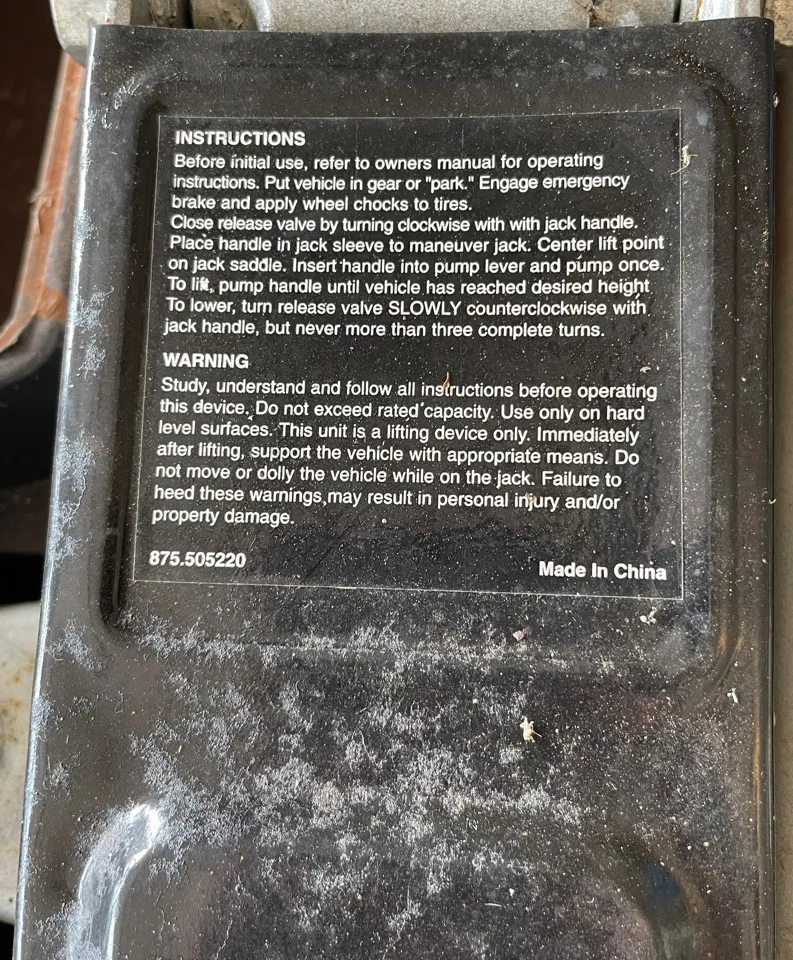 INSTRUCTIONS
Before initial use, refer to owners manual for operating
instructions. Put vehicle in gear or "park." Engage emergency
brake and apply wheel chocks to tires.
Close release valve by turning clockwise with with jack handle.
Place handle in jack sleeve to maneuver jack. Center lift point
on jack saddle. Insert handle into pump lever and pump once.
To lift, pump handle until vehicle has reached desired height
To lower, turn release valve SLOWLY counterclockwise with
jack handle, but never more than three complete turns.
WARNING
Study, understand and follow all instructions before operating
this device. Do not exceed rated capacity. Use only on hard
level surfaces. This unit is a lifting device only. Immediately
after lifting, support the vehicle with appropriate means. Do
not move or dolly the vehicle while on the jack. Failure to
heed these warnings,may result in personal injury and/or
property damage.
875.505220
Made In China